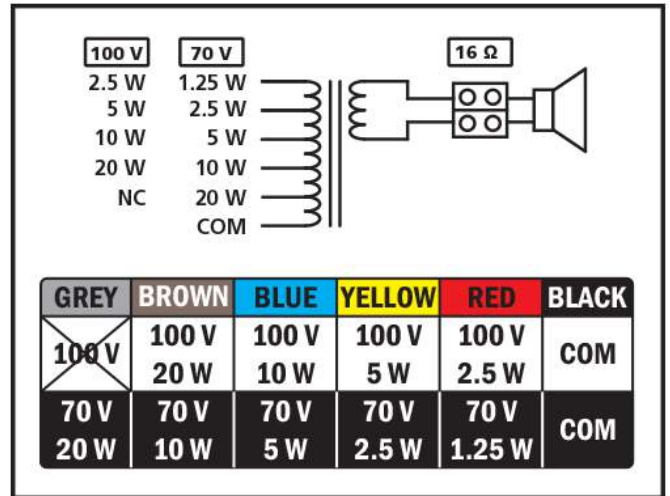 100 V 70 V 16 Ω
2.5 W 1.25 W
5 W 2.5 W
10 W 5 W
20 W 10 W
NC 20 W
COM
GREY BROWN BLUE YELLOW RED BLACK
100 V 100 V 100 V 100 V 100 V COM
20 W 10 W 5 W 2.5 W
70 V 70 V 70 V 70 V 70 V COM
20 W 10 W 5 W 2.5 W 1.25 W